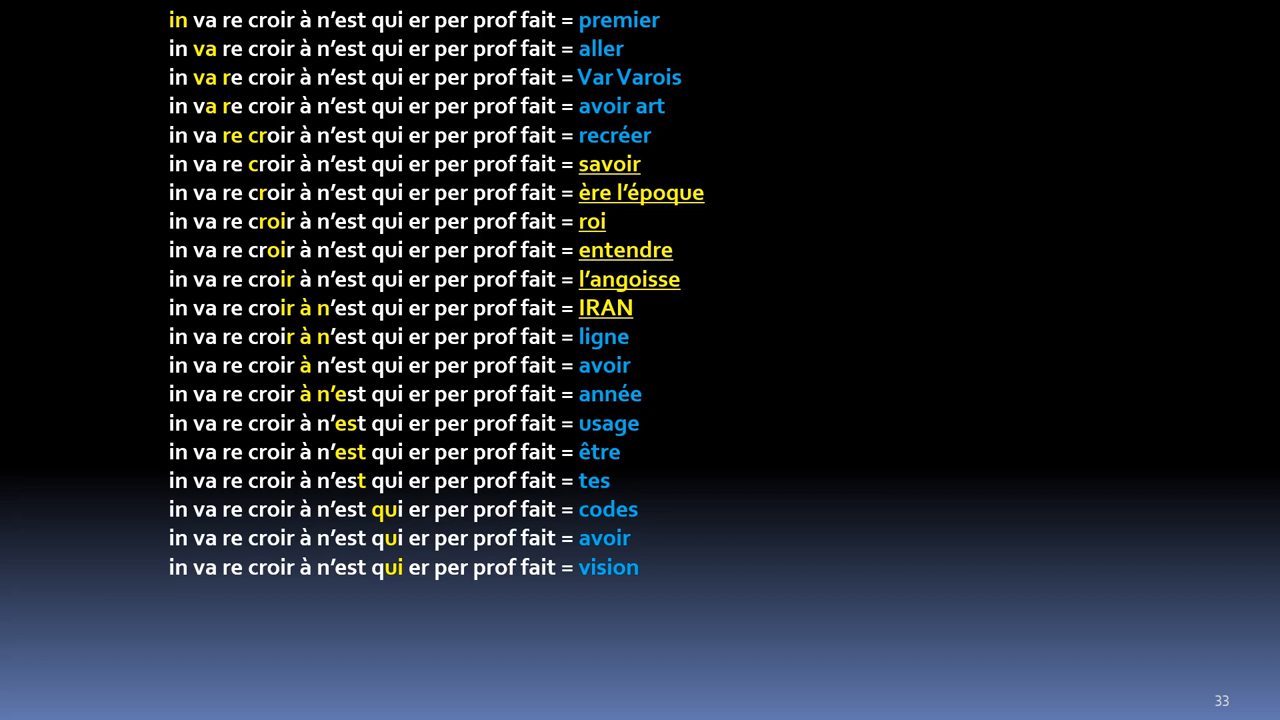 in va re croir à n’est qui er per prof fait = premier
in va re croir à n’est qui er per prof fait = aller
in va re croir à n’est qui er per prof fait = Var Varois
in va re croir à n’est qui er per prof fait = avoir art
in va re croir à n’est qui er per prof fait = recréer
in va re croir à n’est qui er per prof fait = savoir
in va re croir à n’est qui er per prof fait = ère l’époque
in va re croir à n’est qui er per prof fait = roi
in va re croir à n’est qui er per prof fait = entendre
in va re croir à n’est qui er per prof fait = l’angoisse
in va re croir à n’est qui er per prof fait = IRAN
in va re croir à n’est qui er per prof fait = ligne
in va re croir à n’est qui er per prof fait = avoir
in va re croir à n’est qui er per prof fait = année
in va re croir à n’est qui er per prof fait = usage
in va re croir à n’est qui er per prof fait = être
in va re croir à n’est qui er per prof fait = tes
in va re croir à n’est qui er per prof fait = codes
in va re croir à n’est qui er per prof fait = avoir
in va re croir à n’est qui er per prof fait = vision
33